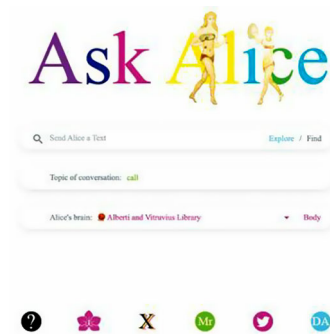 Ask Alice
Send Alice a Text Explore / Find
Topic of conversation: call
Alice's brain: Alberti and Vitruvius Library Body
? X Mr DA